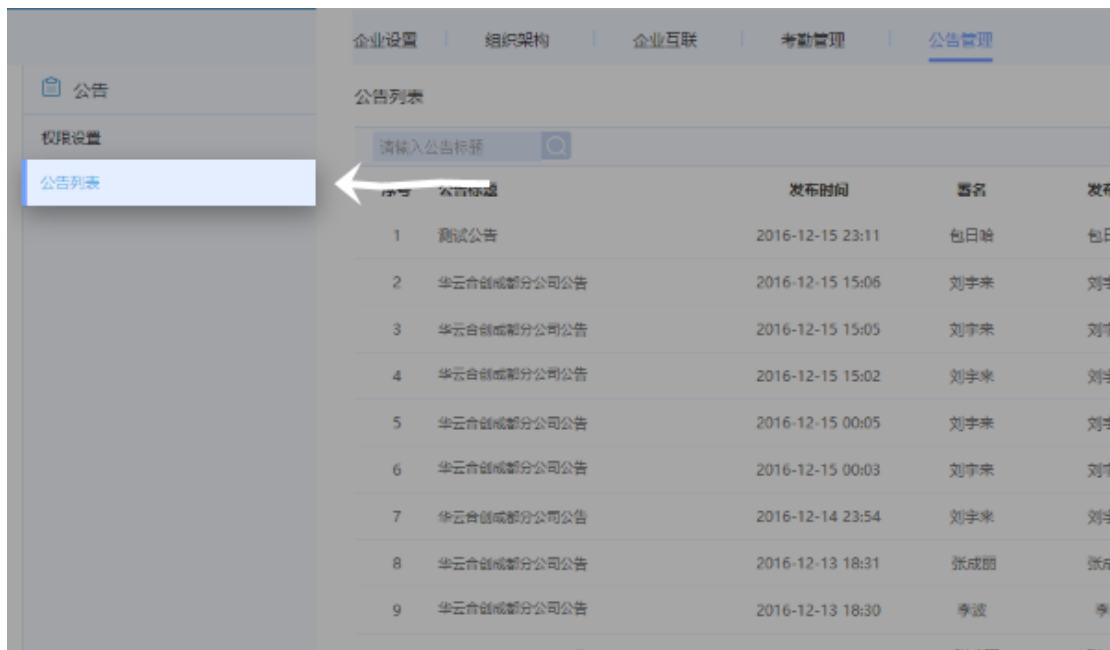 企业设置 组织架构 企业互联 考勤管理 公告管理
公告
权限设置
公告列表
公告列表
请输入公告标题
序号 公告标题 发布时间 署名
1 测试公告 2016-12-15 23:11 包日哈
2 华云合创成都分公司公告 2016-12-15 15:06 刘宇来
3 华云合创成都分公司公告 2016-12-15 15:05 刘宇来
4 华云合创成都分公司公告 2016-12-15 15:02 刘宇来
5 华云合创成都分公司公告 2016-12-15 00:05 刘宇来
6 华云合创成都分公司公告 2016-12-15 00:03 刘宇来
7 华云合创成都分公司公告 2016-12-14 23:54 刘宇来
8 华云合创成都分公司公告 2016-12-13 18:31 张成丽
9 华云合创成都分公司公告 2016-12-13 18:30 李波